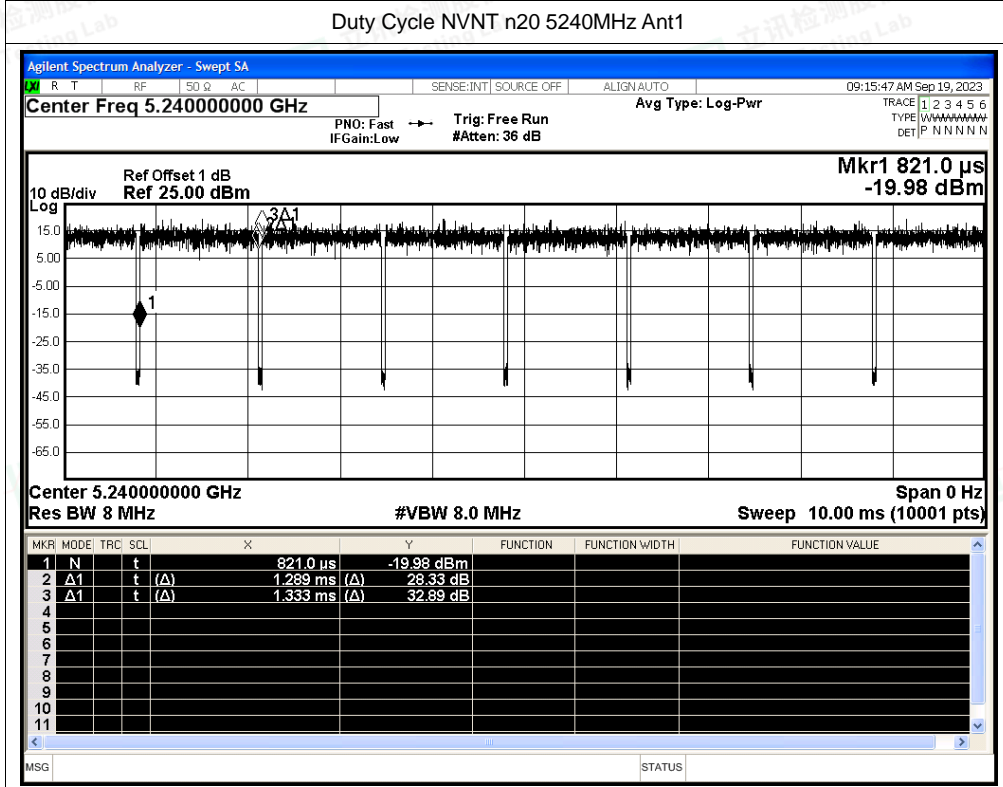 Duty Cycle NVNT n20 5240MHz Ant1
Agilent Spectrum Analyzer - Swept SA
LXI R T RF 50 Ω AC SENSE:INT SOURCE OFF ALIGN AUTO 09:15:47 AM Sep 19, 2023
Center Freq 5.240000000 GHz
PNO: Fast
IFGain:Low
Trig: Free Run
#Atten: 36 dB
Avg Type: Log-Pwr
TRACE 1 2 3 4 5 6
TYPE W
DET P N N N N N
Mkr1 821.0 µs
-19.98 dBm
Ref Offset 1 dB
10 dB/div Ref 25.00 dBm
Log
3Δ1
2Δ1
15.0
5.00
-5.00
1
-15.0
-25.0
-35.0
-45.0
-55.0
-65.0
Center 5.240000000 GHz Span 0 Hz
Res BW 8 MHz #VBW 8.0 MHz Sweep 10.00 ms (10001 pts)
MKR MODE TRC SCL X Y FUNCTION FUNCTION WIDTH FUNCTION VALUE
1 N t 821.0 µs -19.98 dBm
2 Δ1 t (Δ) 1.289 ms (Δ) 28.33 dB
3 Δ1 t (Δ) 1.333 ms (Δ) 32.89 dB
4
5
6
7
8
9
10
11
MSG STATUS